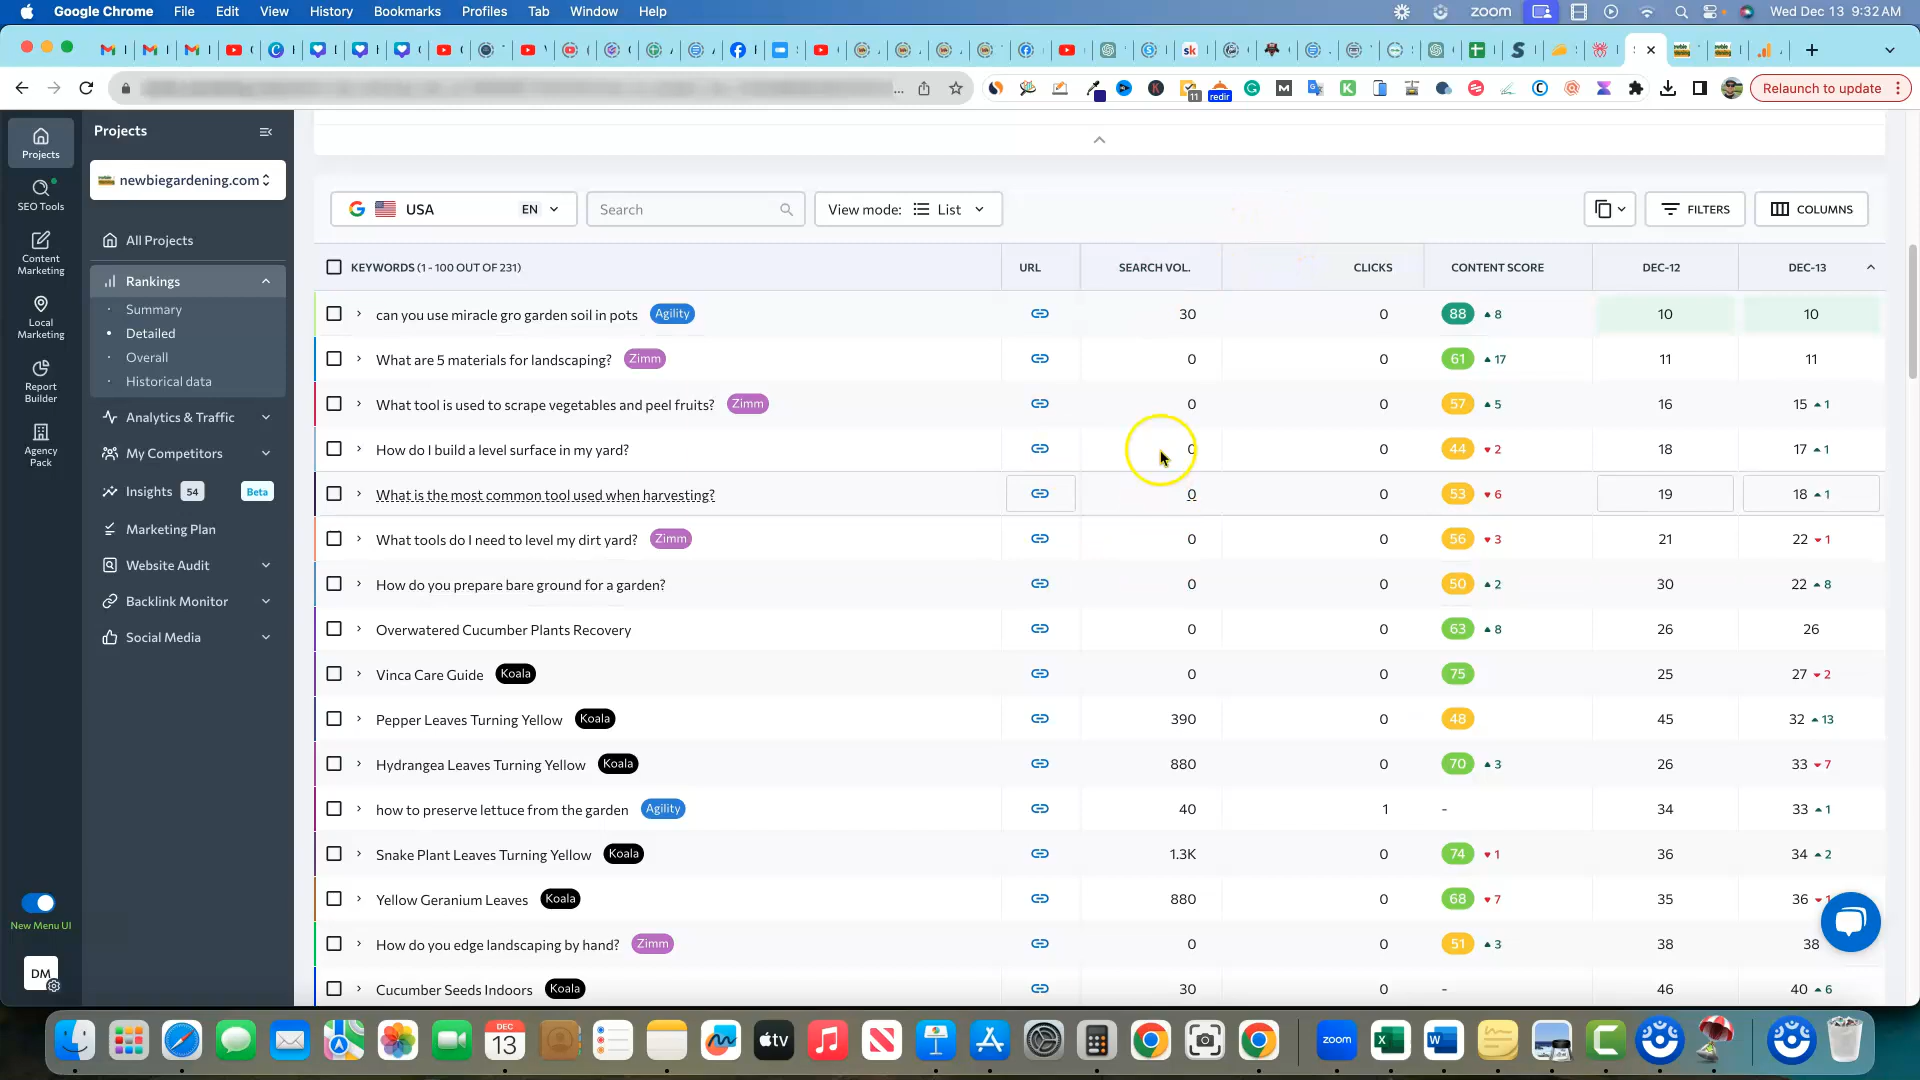 Google Chrome File Edit View History Bookmarks Profiles Tab Window Help zoom Wed Dec 13 9:32 AM
sk
Relaunch to update
11 redir
Projects
newbiegardening.com
All Projects
Rankings
Summary
Detailed
Overall
Historical data
Analytics & Traffic
My Competitors
Insights 54 Beta
Marketing Plan
Website Audit
Backlink Monitor
Social Media
Projects
SEO Tools
Content Marketing
Local Marketing
Report Builder
Agency Pack
New Menu UI
DM
USA EN Search View mode: List FILTERS COLUMNS
KEYWORDS (1 - 100 OUT OF 231) URL SEARCH VOL. CLICKS CONTENT SCORE DEC-12 DEC-13
can you use miracle gro garden soil in pots Agility 30 0 88 8 10 10
What are 5 materials for landscaping? Zimm 0 0 61 17 11 11
What tool is used to scrape vegetables and peel fruits? Zimm 0 0 57 5 16 15 1
How do I build a level surface in my yard? 0 0 44 2 18 17 1
What is the most common tool used when harvesting? 0 0 53 6 19 18 1
What tools do I need to level my dirt yard? Zimm 0 0 56 3 21 22 1
How do you prepare bare ground for a garden? 0 0 50 2 30 22 8
Overwatered Cucumber Plants Recovery 0 0 63 8 26 26
Vinca Care Guide Koala 0 0 75 25 27 2
Pepper Leaves Turning Yellow Koala 390 0 48 45 32 13
Hydrangea Leaves Turning Yellow Koala 880 0 70 3 26 33 7
how to preserve lettuce from the garden Agility 40 1 - 34 33 1
Snake Plant Leaves Turning Yellow Koala 1.3K 0 74 1 36 34 2
Yellow Geranium Leaves Koala 880 0 68 7 35 36 1
How do you edge landscaping by hand? Zimm 0 0 51 3 38 38
Cucumber Seeds Indoors Koala 30 0 - 46 40 6
DEC 13 tv zoom X W